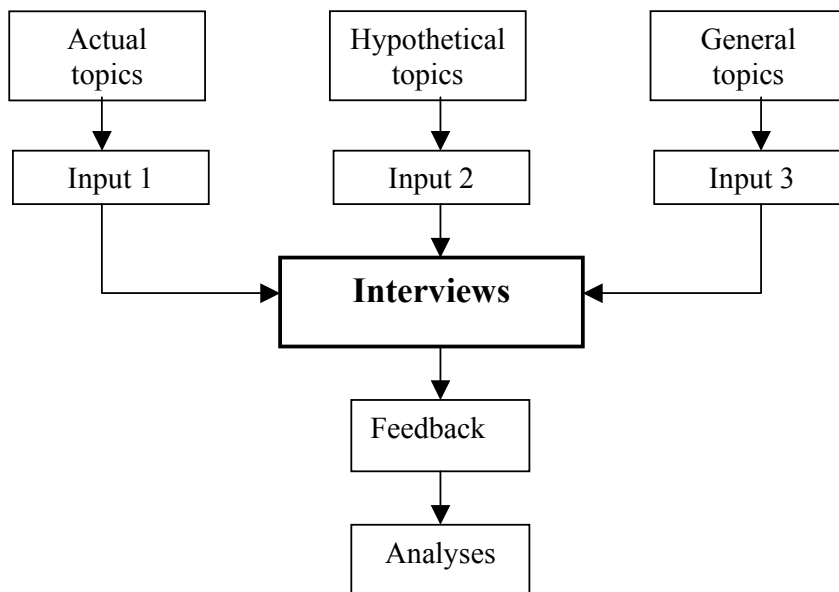 Actual
topics
Hypothetical
topics
General
topics
Input 1
Input 2
Input 3
Interviews
Feedback
Analyses